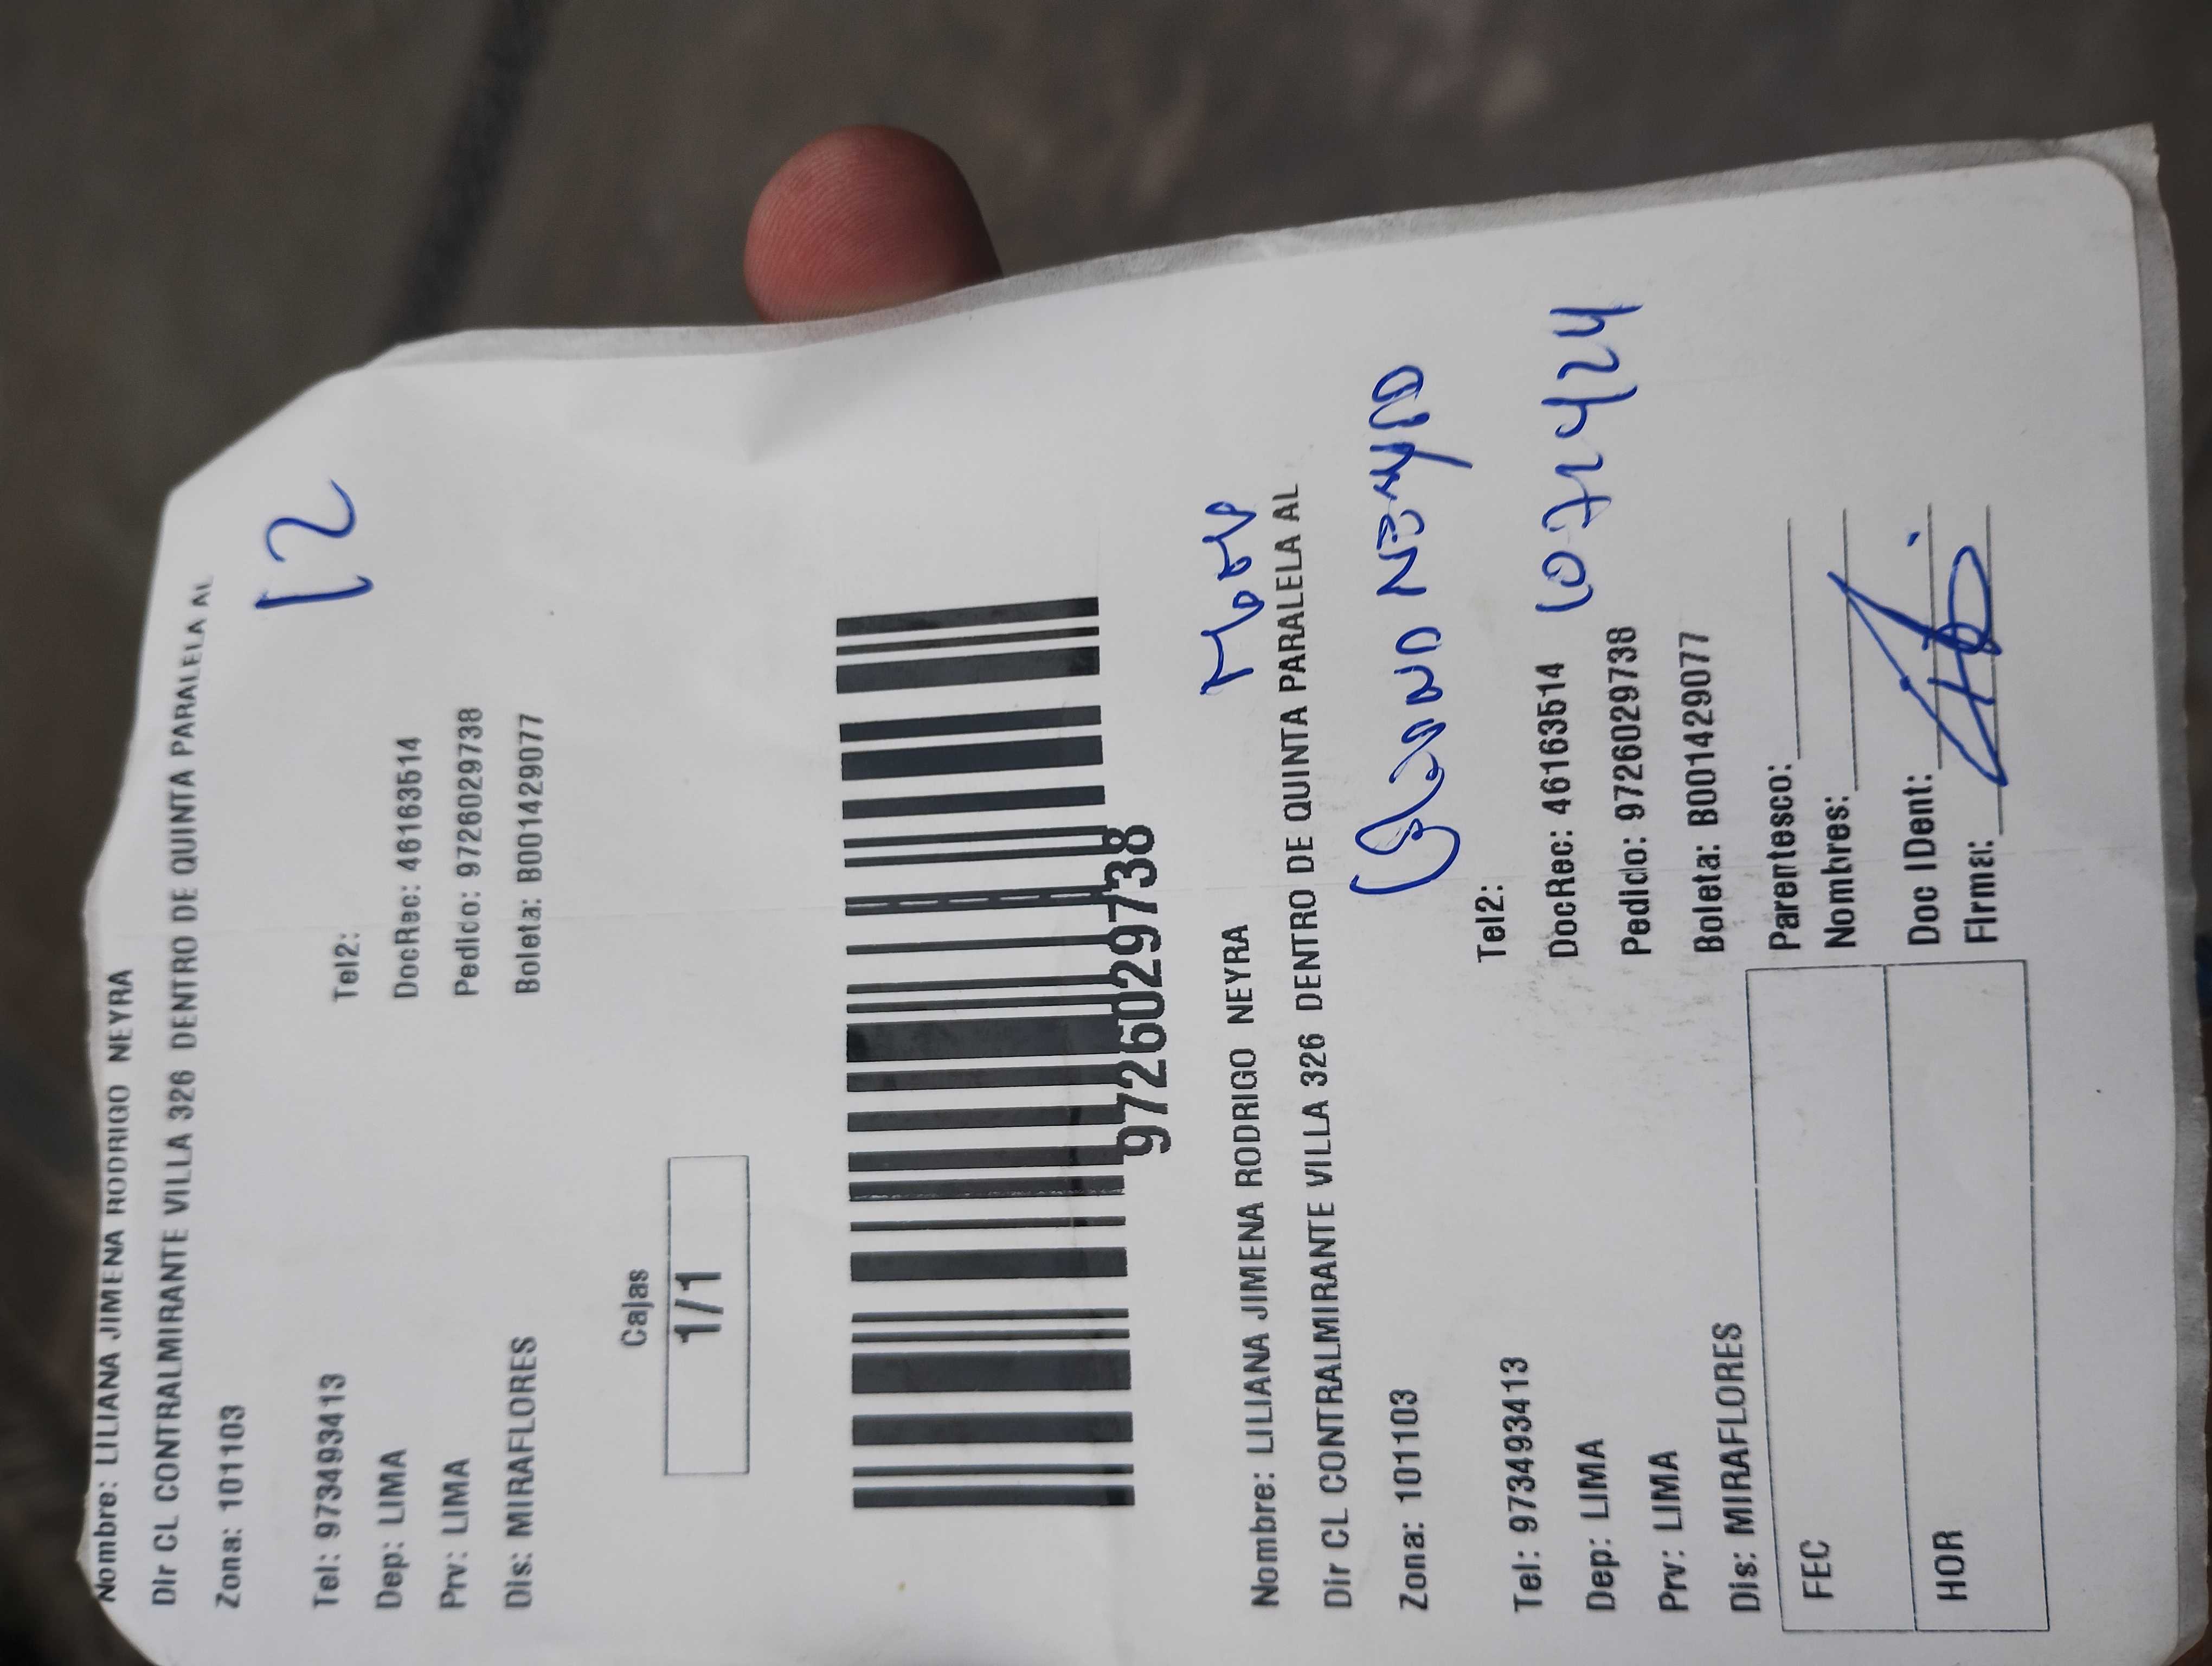 Nombre: LILIANA JIMENA RODRIGO NEYRA
Dir CL CONTRALMIRANTE VILLA 326 DENTRO DE QUINTA PARALELA AL
Zona: 101103
12
Tel: 973493413
Tel2:
Dep: LIMA
DocRec: 46163514
Prv: LIMA
Pedido: 9726029738
Dis: MIRAFLORES
Boleta: B001429077
Cajas
1/1
9726029738
Nombre: LILIANA JIMENA RODRIGO NEYRA
Dir CL CONTRALMIRANTE VILLA 326 DENTRO DE QUINTA PARALELA AL
Zona: 101103
Tel: 973493413
Tel2:
Dep: LIMA
DocRec: 46163514
Prv: LIMA
Pedido: 9726029738
Dis: MIRAFLORES
Boleta: B001429077
FEC
Parentesco:
Nombres:
HOR
Doc IDent:
Firma: